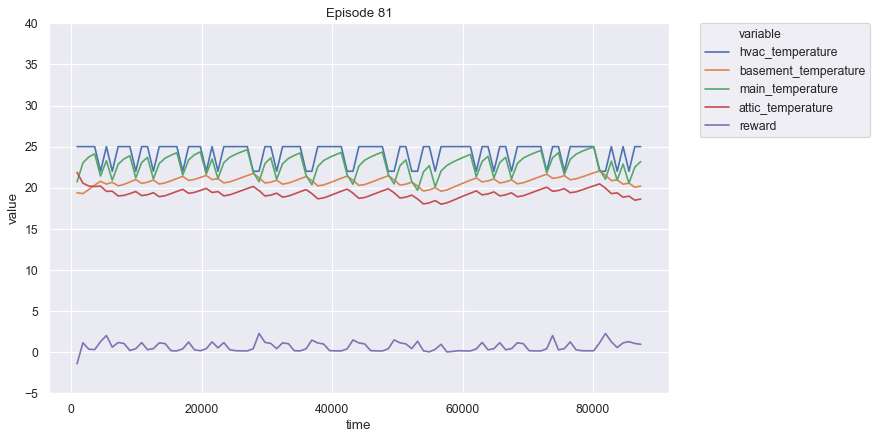 Episode 81
40
35
30
25
20
15
10
5
0
−5
value
0
20000
40000
60000
80000
time
variable
hvac_temperature
basement_temperature
main_temperature
attic_temperature
reward